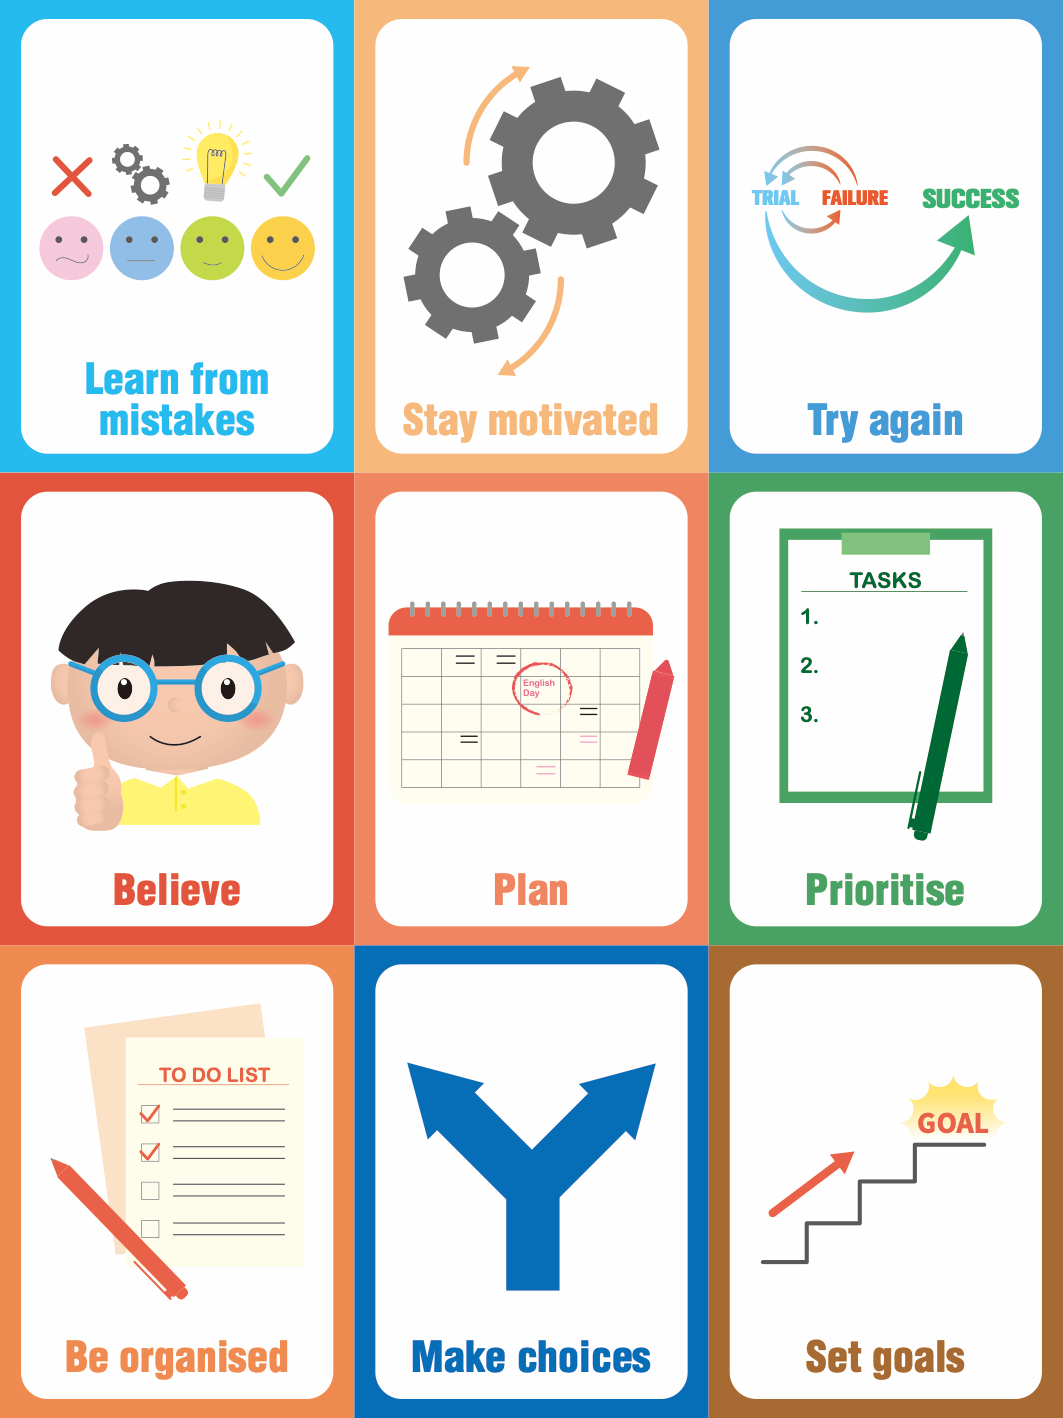 Learn from
mistakes
Stay motivated
TRIAL FAILURE SUCCESS
Try again
Believe
English
Day
Plan
TASKS
1.
2.
3.
Prioritise
TO DO LIST
Be organised
Make choices
GOAL
Set goals